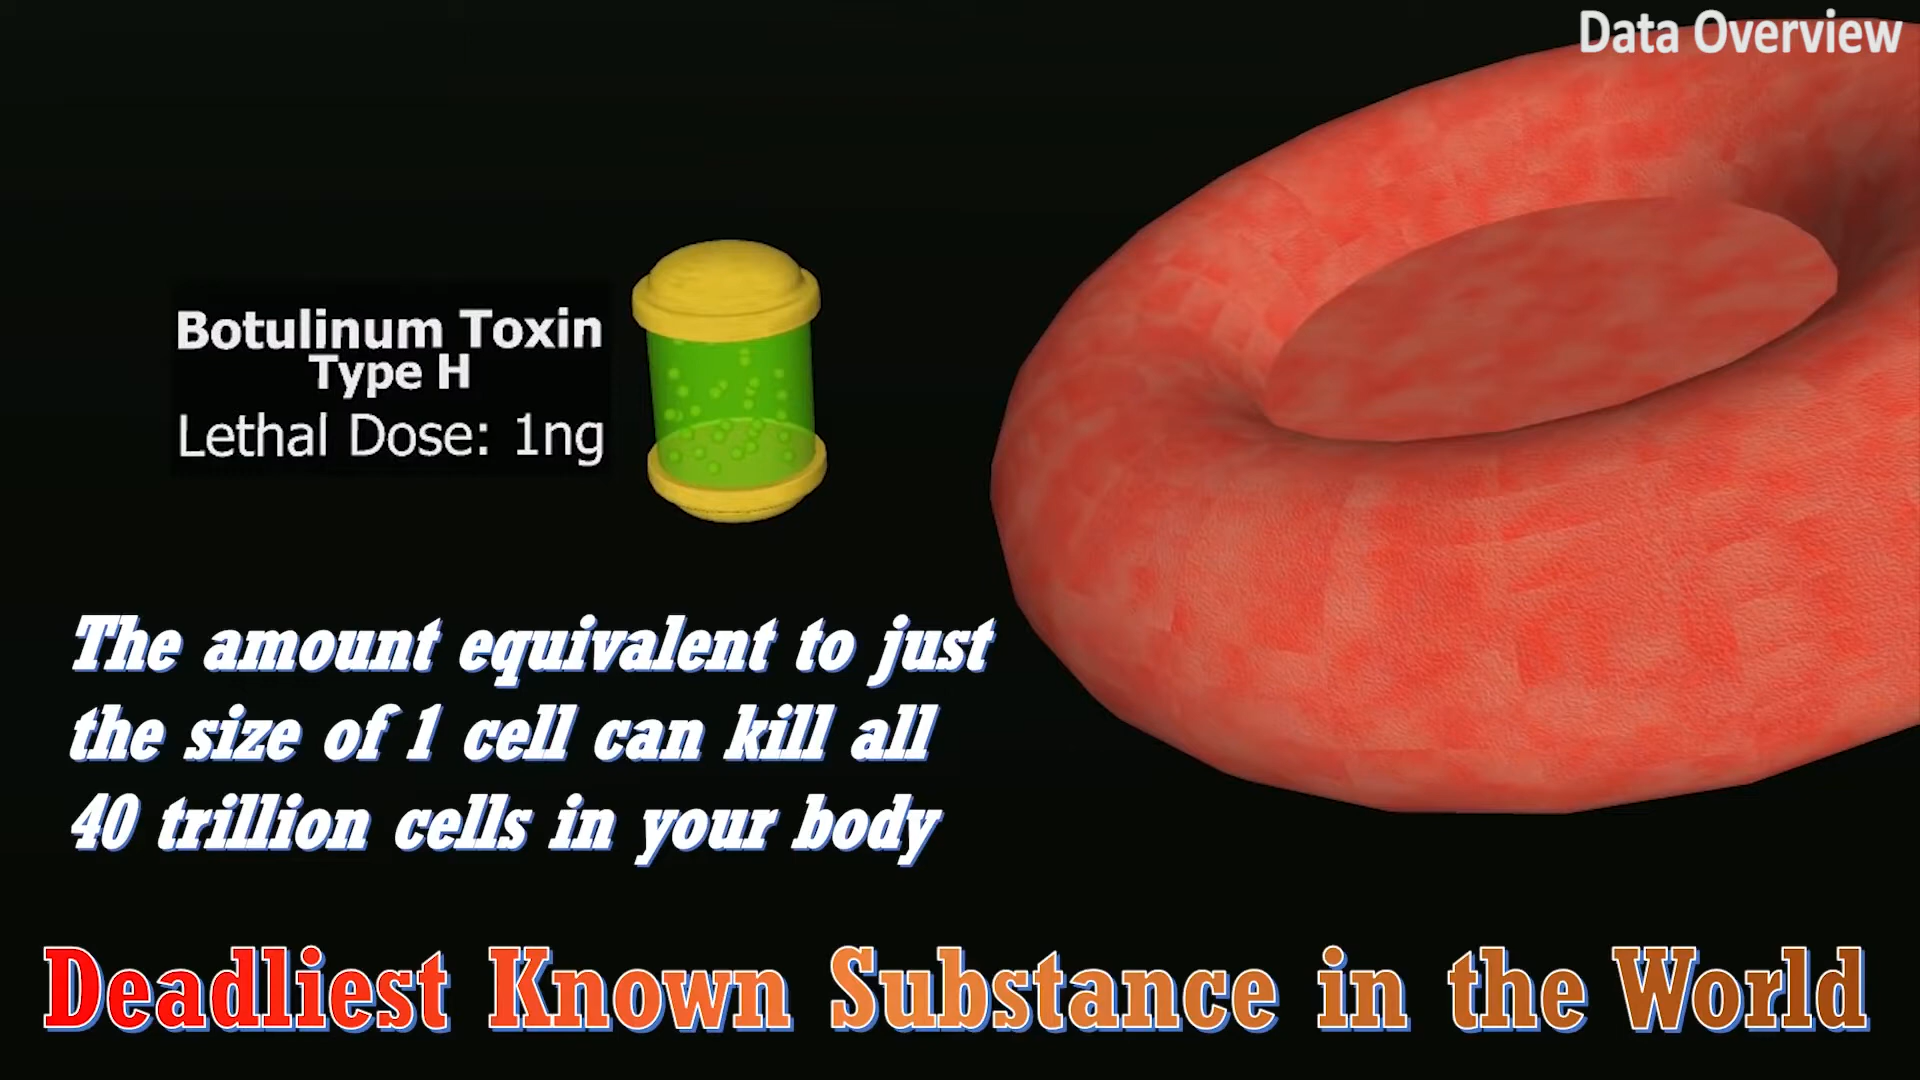 Data Overview
Botulinum Toxin
Type H
Lethal Dose: 1ng
The amount equivalent to just
the size of 1 cell can kill all
40 trillion cells in your body
Deadliest Known Substance in the World